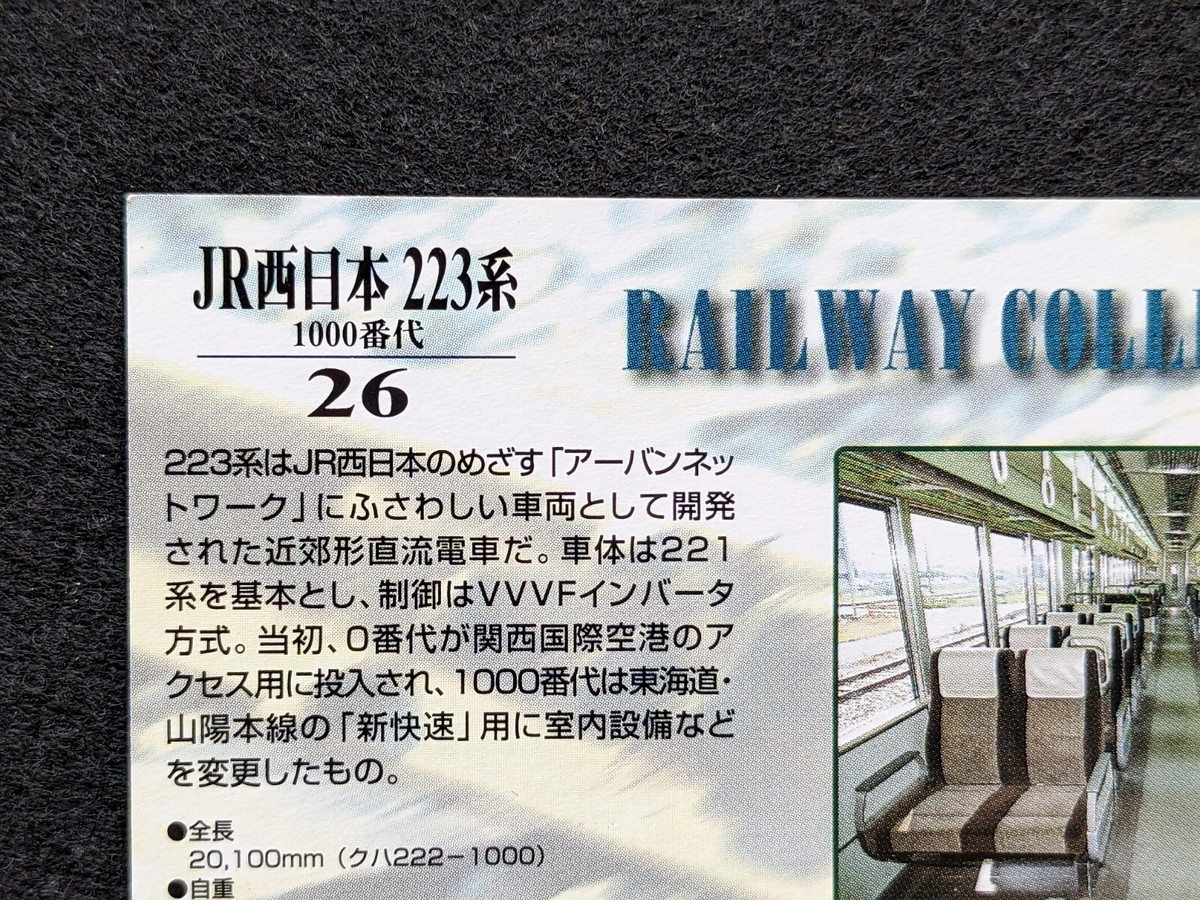 JR西日本 223系
1000番代
26
RAILWAY
223系はJR西日本のめざす「アーバンネッ
トワーク」にふさわしい車両として開発
された近郊形直流電車だ。車体は221
系を基本とし、制御はVVVFインバータ
方式。当初、0番代が関西国際空港のア
クセス用に投入され、1000番代は東海道・
山陽本線の「新快速」用に室内設備など
を変更したもの。
●全長
20,100mm（クハ222－1000）
●自重